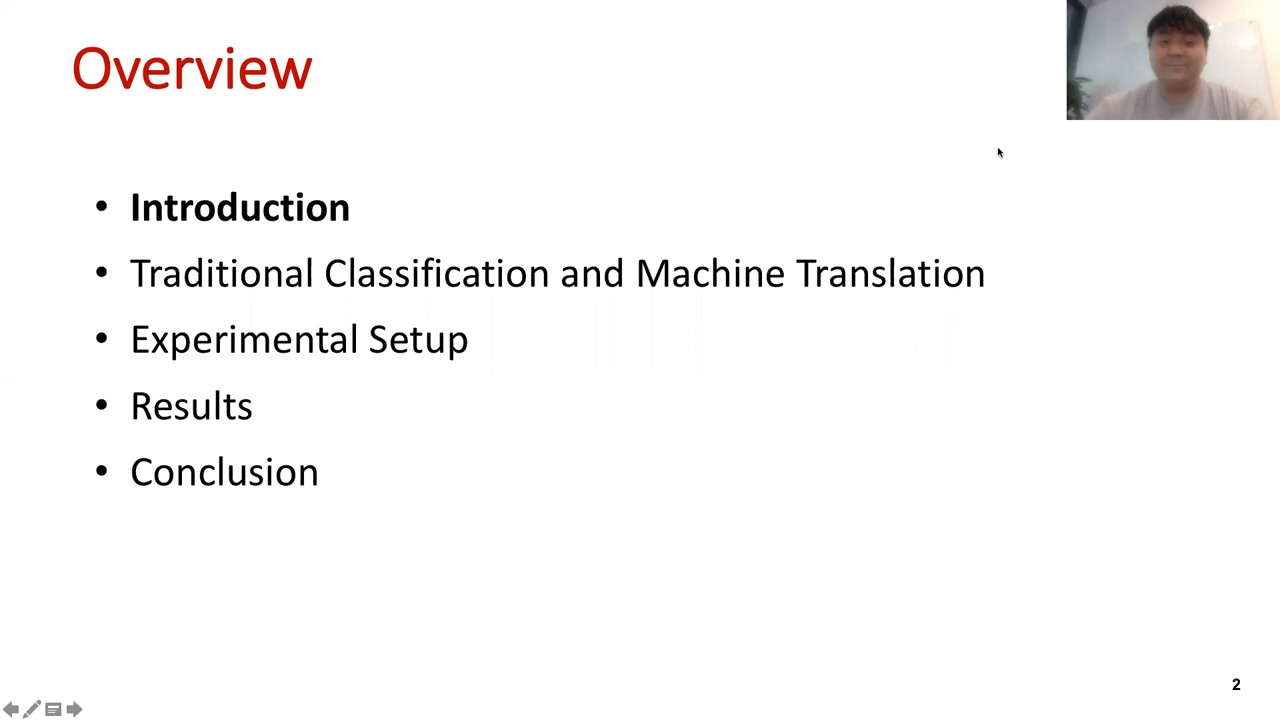 Overview
• Introduction
• Traditional Classification and Machine Translation
• Experimental Setup
• Results
• Conclusion
2